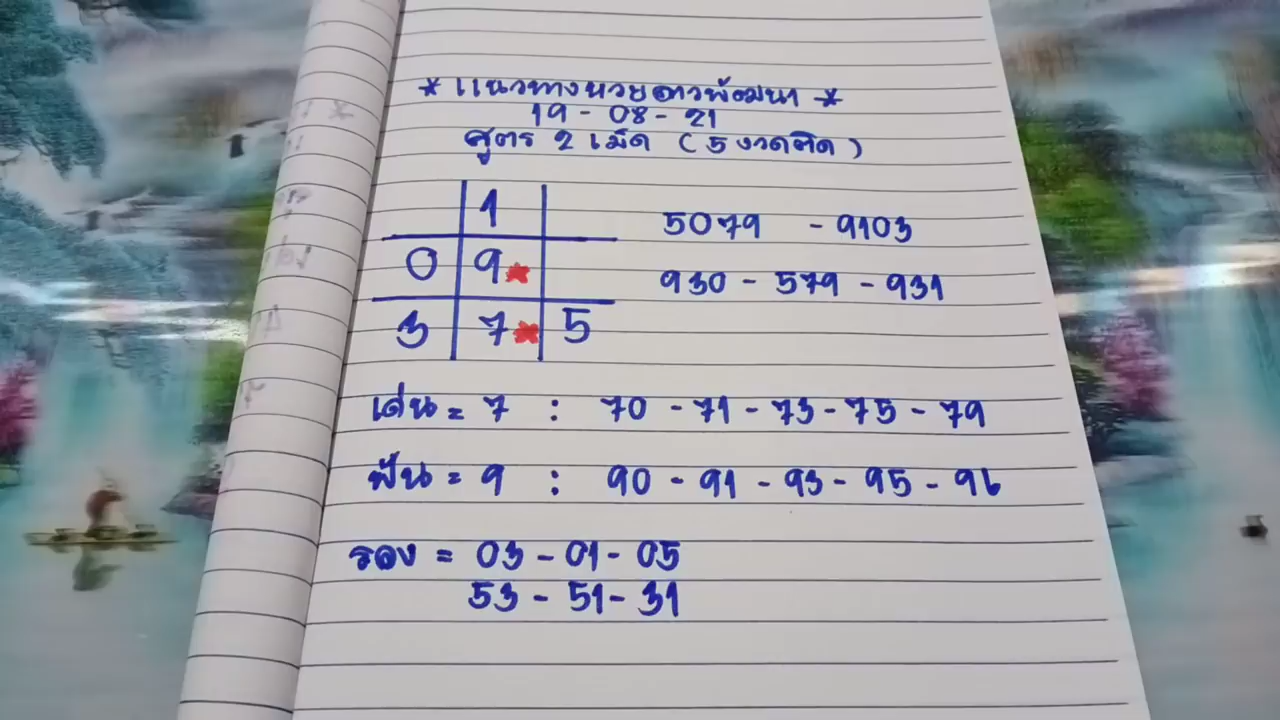 * แนวทางหวยลาวพัฒนา *
19 - 08 - 21
สูตร 2 เม็ด ( 5 งวดติด )
1
0 9 *
3 7 * 5
5079 - 9103
930 - 579 - 931
เด่น = 7 : 70 - 71 - 73 - 75 - 79
ฟัน = 9 : 90 - 91 - 93 - 95 - 96
รอง = 03 - 01 - 05
53 - 51 - 31